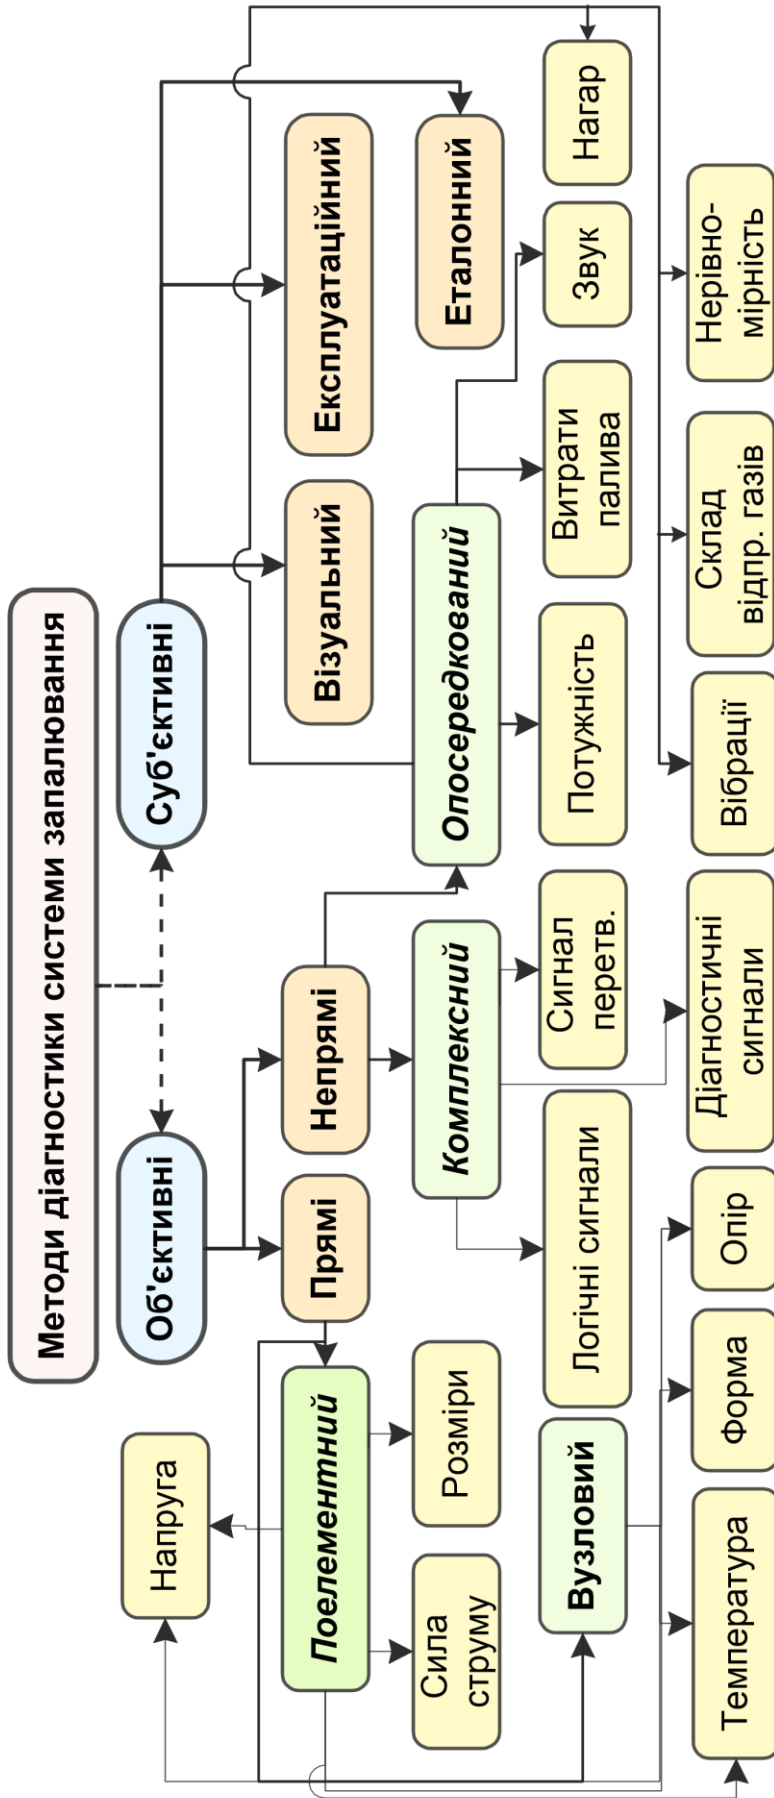 Методи діагностики системи запалювання
Об'єктивні
Суб'єктивні
Напруга
Прямі
Непрямі
Візуальний
Експлуатаційний
Поелементний
Еталонний
Сила
струму
Розміри
Комплексний
Опосередкований
Вузловий
Логічні сигнали
Сигнал
перетв.
Потужність
Витрати
палива
Звук
Нагар
Температура
Форма
Опір
Діагностичні
сигнали
Вібрації
Склад
відпр. газів
Нерівно-
мірність